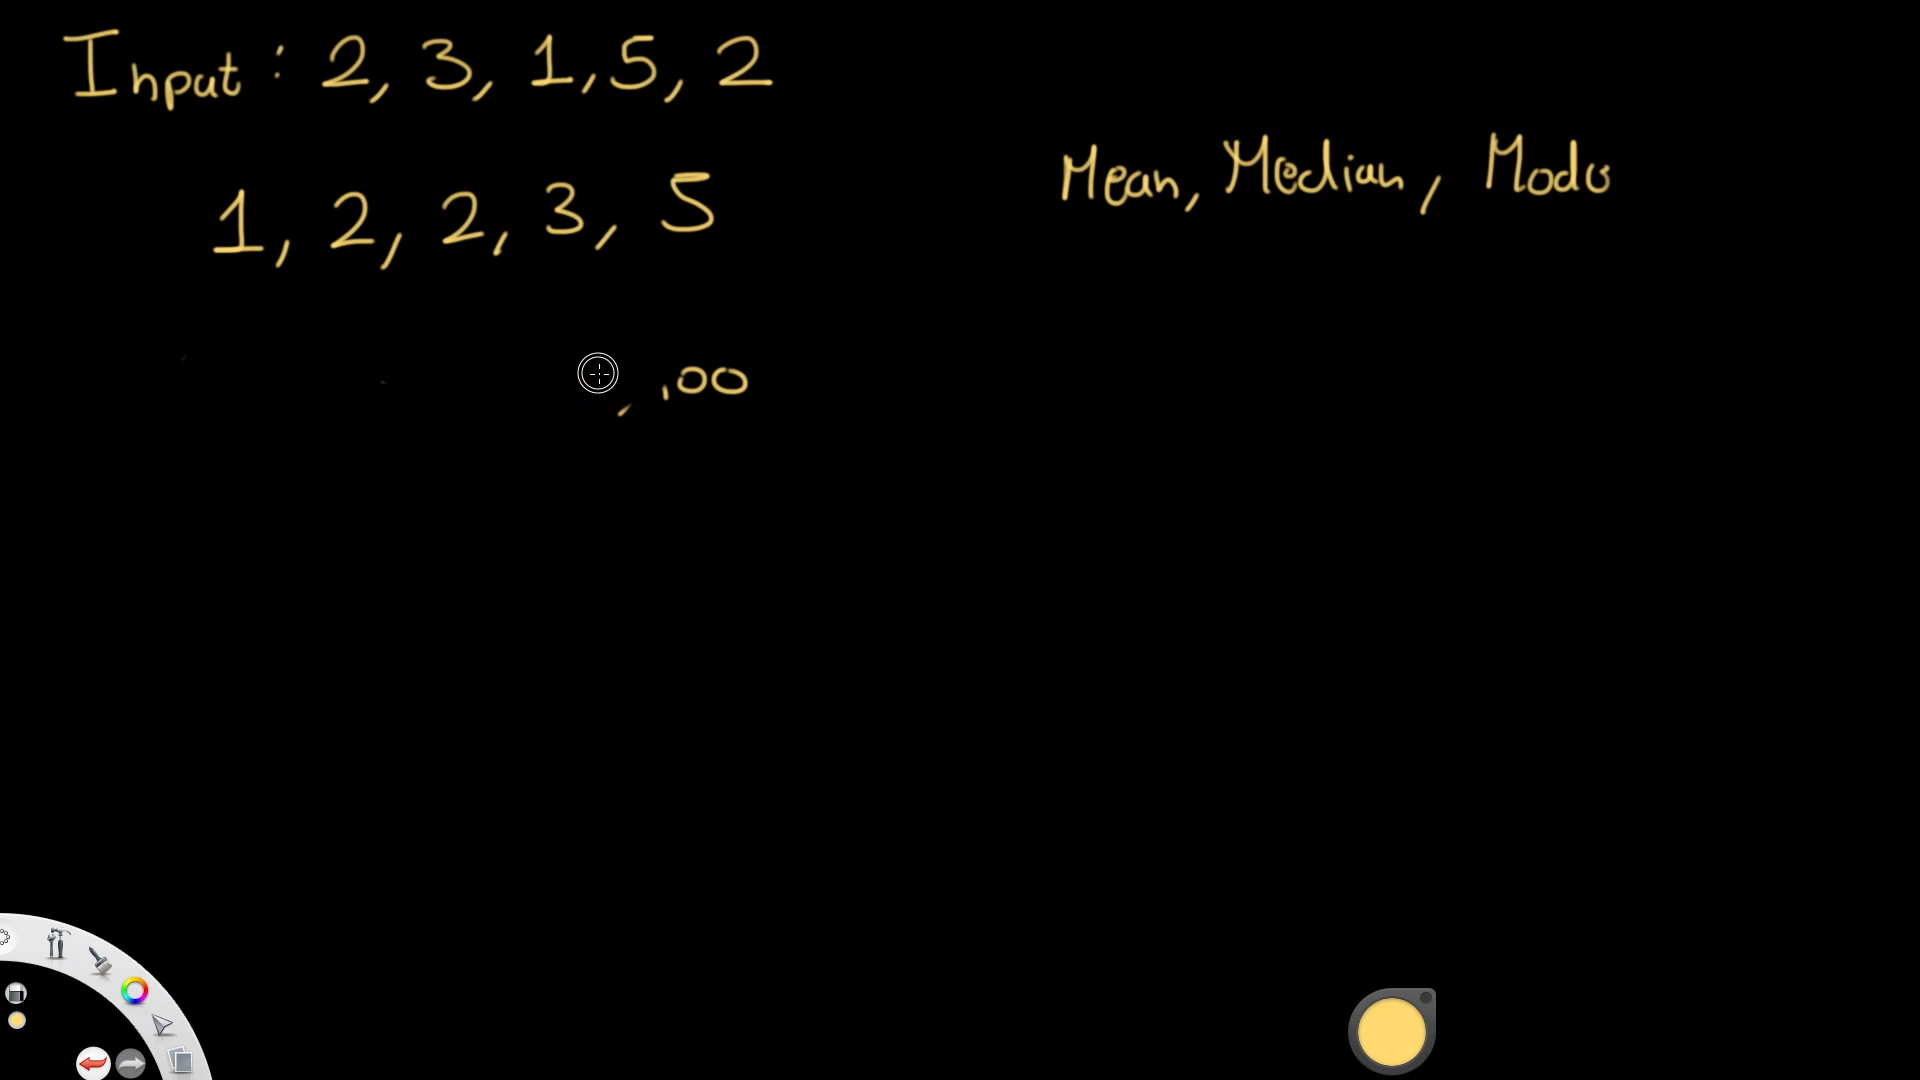 Input : 2, 3, 1, 5, 2
Mean, Median, Mode
1, 2, 2, 3, 5
, .00